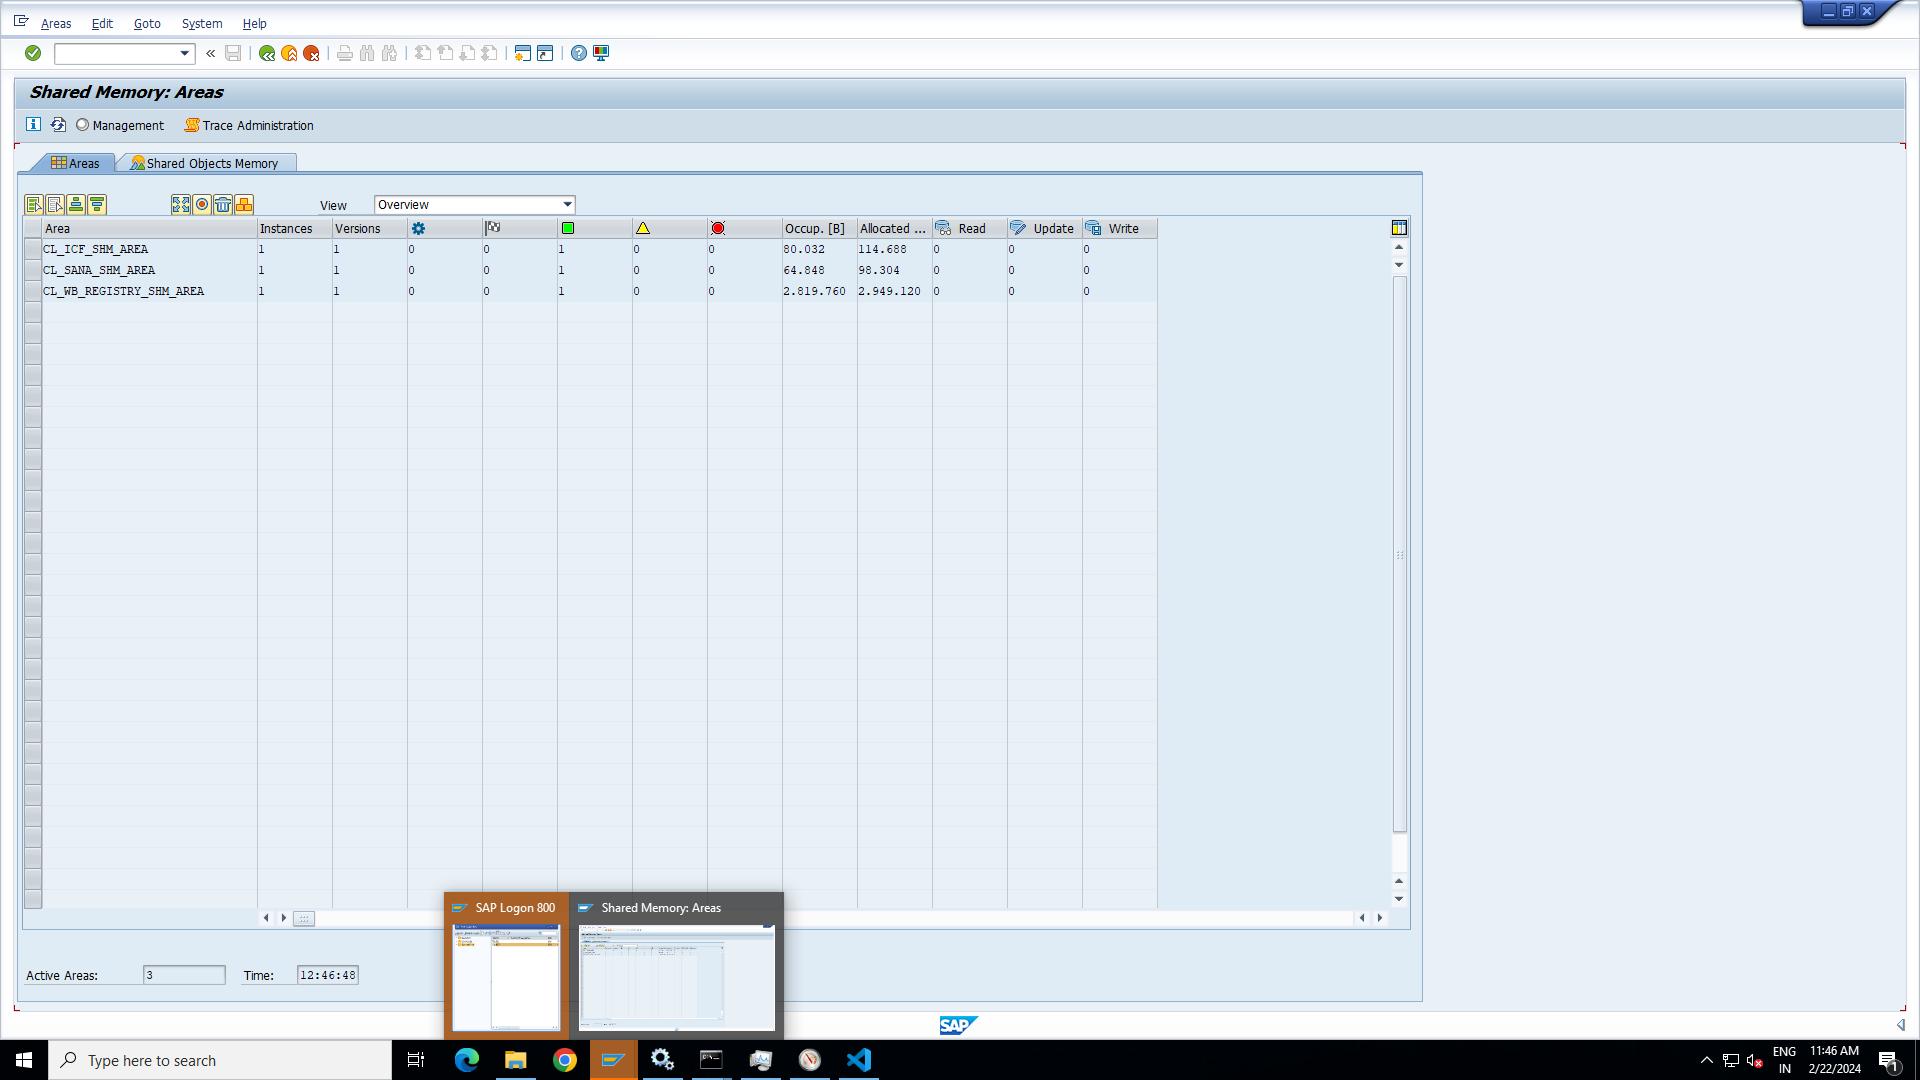 Areas Edit Goto System Help
Shared Memory: Areas
Management Trace Administration
Areas Shared Objects Memory
View Overview
Area Instances Versions Occup. [B] Allocated ... Read Update Write
CL_ICF_SHM_AREA 1 1 0 0 1 0 0 80.032 114.688 0 0 0
CL_SANA_SHM_AREA 1 1 0 0 1 0 0 64.848 98.304 0 0 0
CL_WB_REGISTRY_SHM_AREA 1 1 0 0 1 0 0 2.819.760 2.949.120 0 0 0
SAP Logon 800 Shared Memory: Areas
Active Areas: 3 Time: 12:46:48
SAP
Type here to search
ENG
IN
11:46 AM
2/22/2024
1